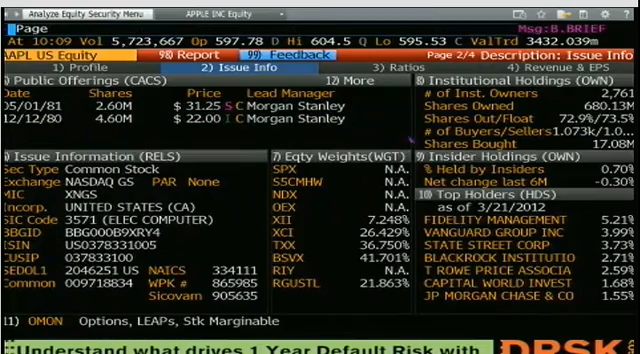 Analyze Equity Security Menu APPLE INC Equity
Page Msg:B.BRIEF
At 10:09 Vol 5,723,667 Op 597.78 D Hi 604.5 Q Lo 595.53 C ValTrd 3432.039m
AAPL US Equity 98) Report 99) Feedback Page 2/4 Description: Issue Info
1) Profile 2) Issue Info 3) Ratios 4) Revenue & EPS
Public Offerings (CACS) 12) More
Date Shares Price Lead Manager
05/01/81 2.60M $ 31.25 S C Morgan Stanley
12/12/80 4.60M $ 22.00 I C Morgan Stanley
8) Institutional Holdings (OWN)
# of Inst. Owners 2,761
Shares Owned 680.13M
Shares Out/Float 72.9%/73.5%
# of Buyers/Sellers 1.073k/1.0...
Shares Bought 17.08M
Issue Information (RELS)
Sec Type Common Stock
Exchange NASDAQ GS PAR None
MIC XNGS
Incorp. UNITED STATES (CA)
SIC Code 3571 (ELEC COMPUTER)
BBGID BBG000B9XRY4
ISIN US0378331005
CUSIP 037833100
SEDOL1 2046251 US NAICS 334111
Common 009718834 WPK # 865985
Sicovam 905635
7) Eqty Weights(WGT)
SPX N.A.
S5CMHW N.A.
NDX N.A.
OEX N.A.
XII 7.248%
XCI 26.429%
TXX 36.750%
BSVX 41.701%
RIY N.A.
RGUSTL 21.863%
9) Insider Holdings (OWN)
% Held by Insiders 0.70%
Net change last 6M -0.30%
10) Top Holders (HDS)
as of 3/21/2012
FIDELITY MANAGEMENT 5.21%
VANGUARD GROUP INC 3.99%
STATE STREET CORP 3.73%
BLACKROCK INSTITUTIO 2.71%
T ROWE PRICE ASSOCIA 2.59%
CAPITAL WORLD INVEST 1.68%
JP MORGAN CHASE & CO 1.55%
11) OMON Options, LEAPs, Stk Marginable
Understand what drives 1 Year Default Risk with DRSK